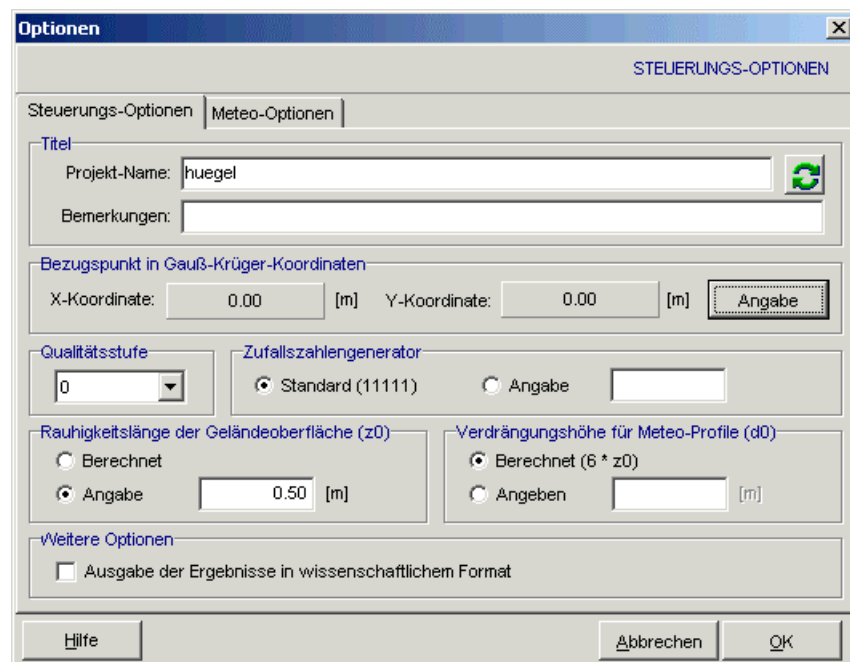 Optionen
STEUERUNGS-OPTIONEN
Steuerungs-Optionen Meteo-Optionen
Titel
Projekt-Name: huegel
Bemerkungen:
Bezugspunkt in Gauß-Krüger-Koordinaten
X-Koordinate: 0.00 [m] Y-Koordinate: 0.00 [m] Angabe
Qualitätsstufe Zufallszahlengenerator
0 Standard (11111) Angabe
Rauhigkeitslänge der Geländeoberfläche (z0) Verdrängungshöhe für Meteo-Profile (d0)
Berechnet Berechnet (6 * z0)
Angabe 0.50 [m] Angeben [m]
Weitere Optionen
Ausgabe der Ergebnisse in wissenschaftlichem Format
Hilfe Abbrechen OK